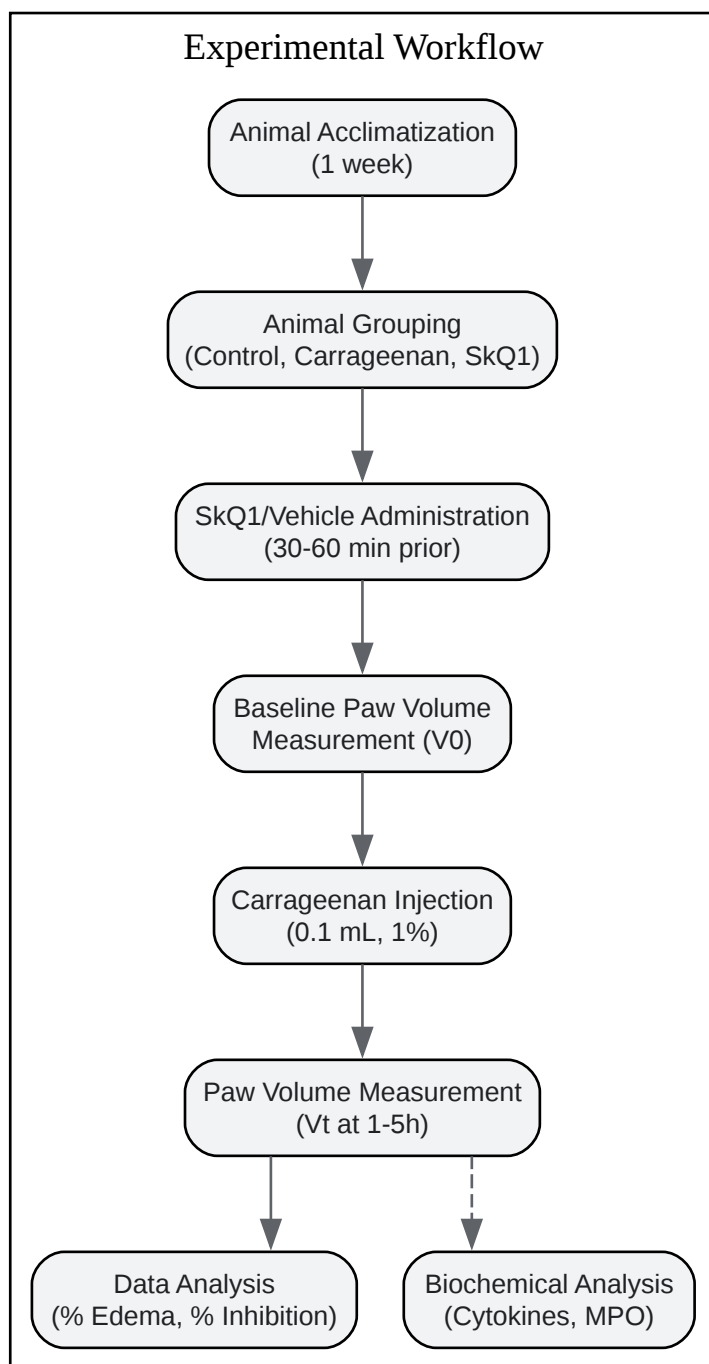 Experimental Workflow
Animal Acclimatization
(1 week)
Animal Grouping
(Control, Carrageenan, SkQ1)
SkQ1/Vehicle Administration
(30-60 min prior)
Baseline Paw Volume
Measurement (V0)
Carrageenan Injection
(0.1 mL, 1%)
Paw Volume Measurement
(Vt at 1-5h)
Data Analysis
(% Edema, % Inhibition)
Biochemical Analysis
(Cytokines, MPO)